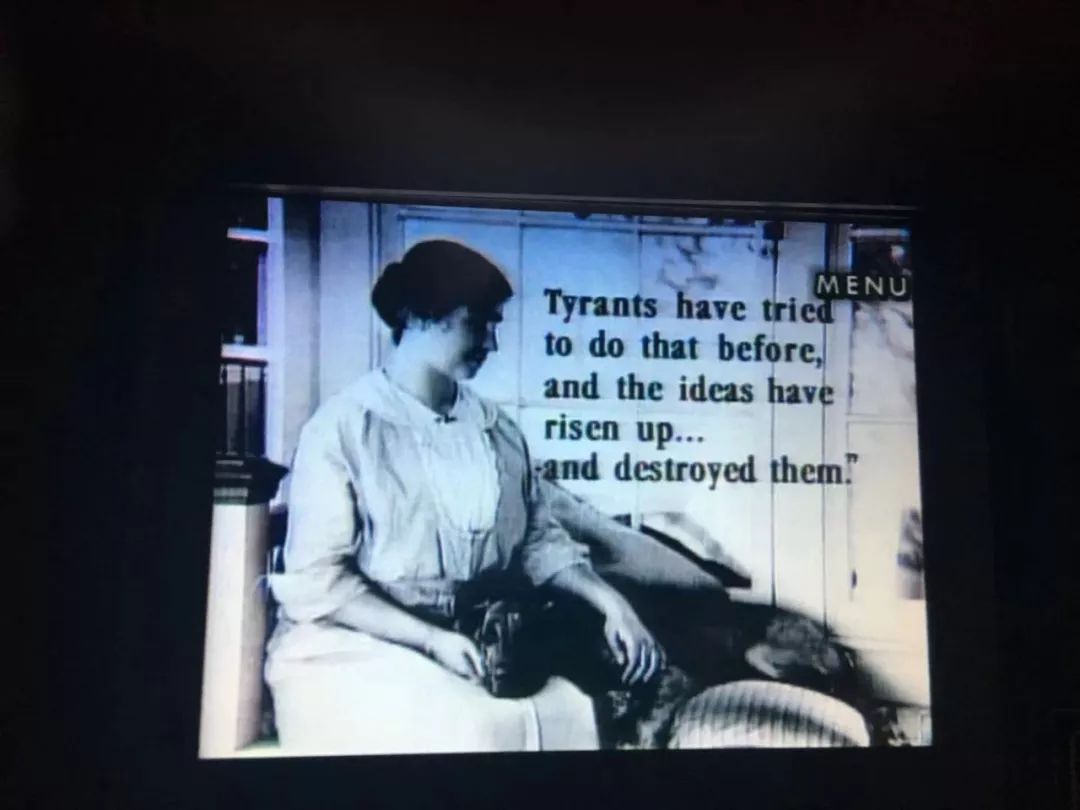 MENU
Tyrants have tried
to do that before,
and the ideas have
risen up...
and destroyed them."